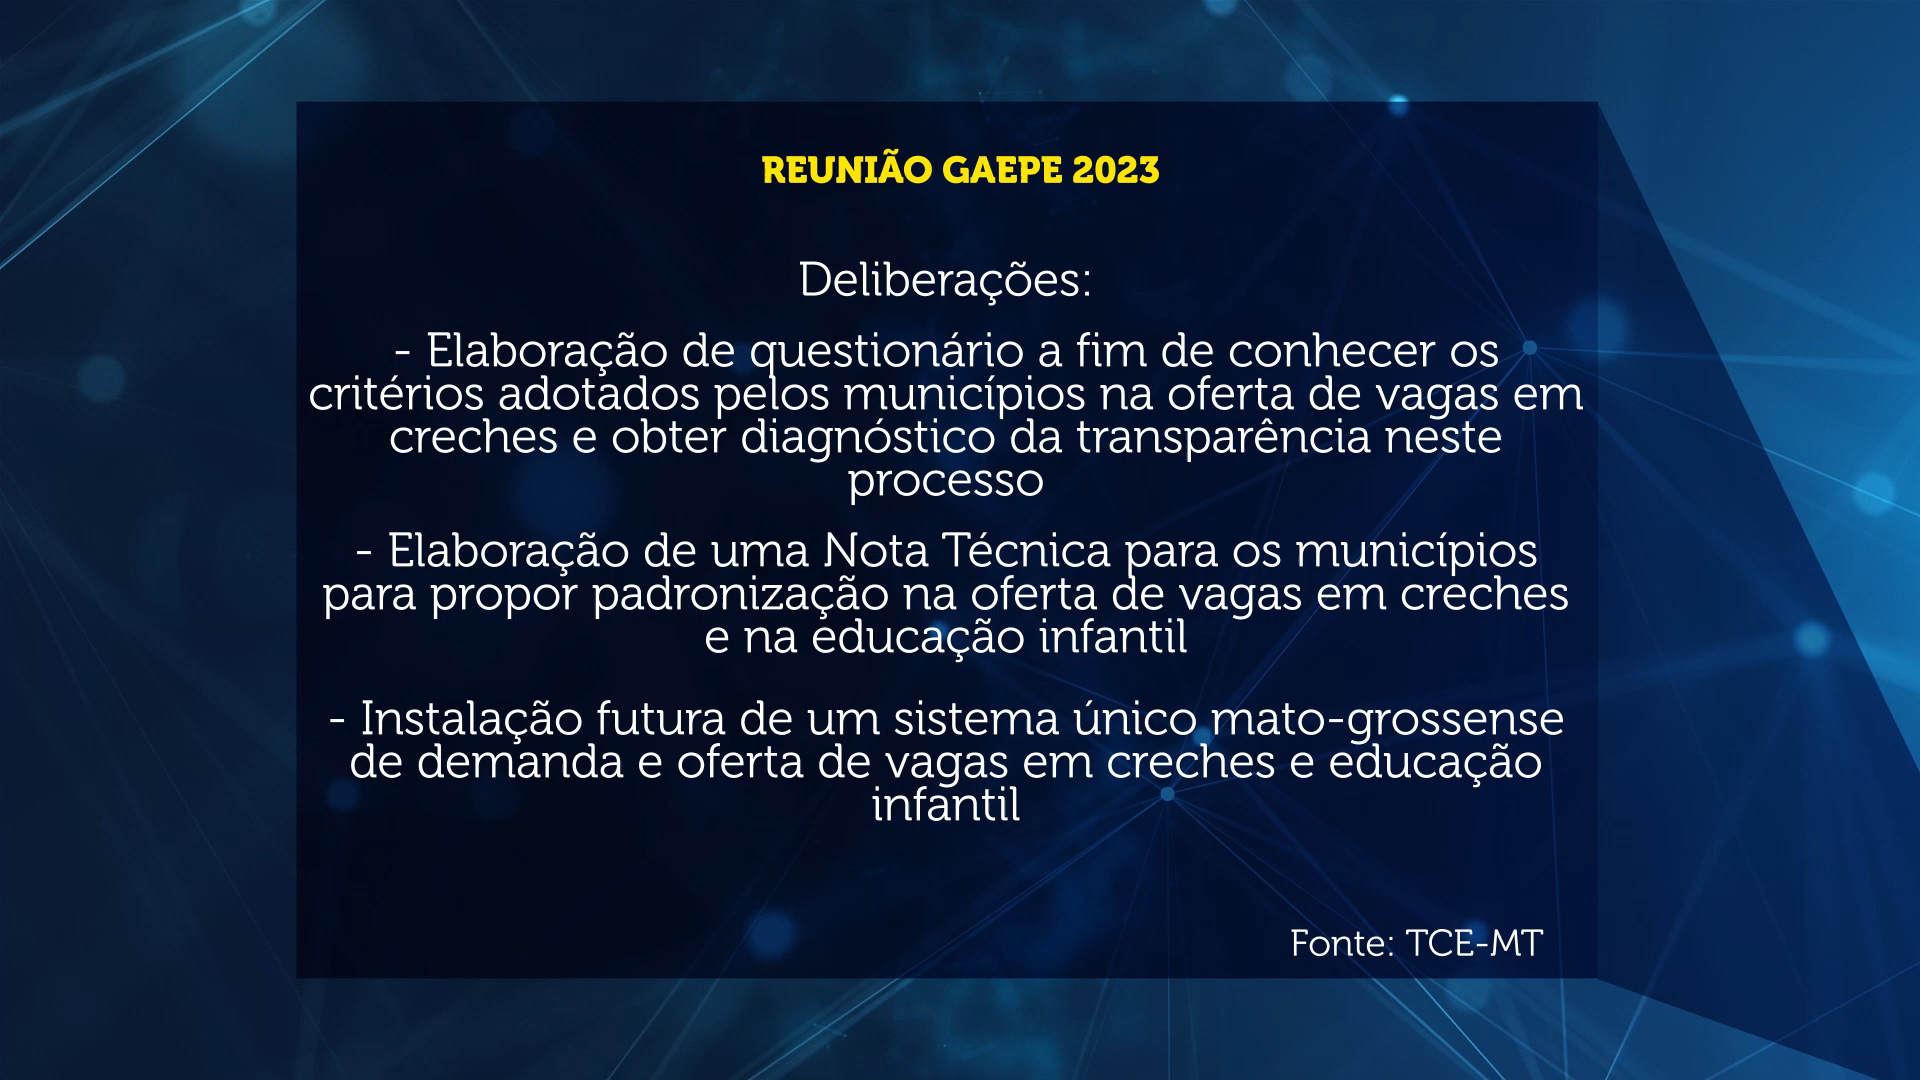 REUNIÃO GAEPE 2023
Deliberações:
- Elaboração de questionário a fim de conhecer os
critérios adotados pelos municípios na oferta de vagas em
creches e obter diagnóstico da transparência neste
processo
- Elaboração de uma Nota Técnica para os municípios
para propor padronização na oferta de vagas em creches
e na educação infantil
- Instalação futura de um sistema único mato-grossense
de demanda e oferta de vagas em creches e educação
infantil
Fonte: TCE-MT